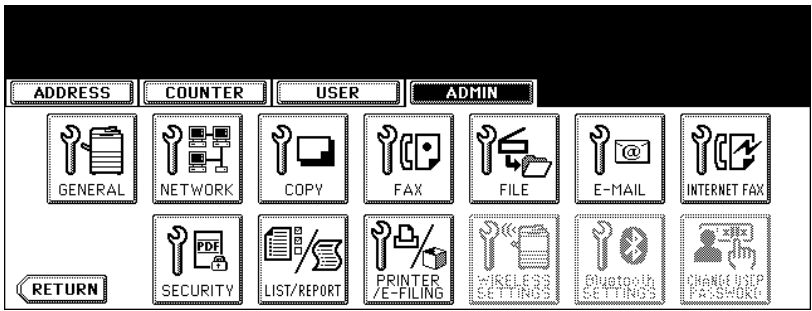 ADDRESS COUNTER USER ADMIN
GENERAL NETWORK COPY FAX FILE E-MAIL INTERNET FAX
PDF
SECURITY LIST/REPORT PRINTER
/E-FILING WIRELESS
SETTINGS Bluetooth
SETTINGS CHANGE USER
PASSWORD
RETURN